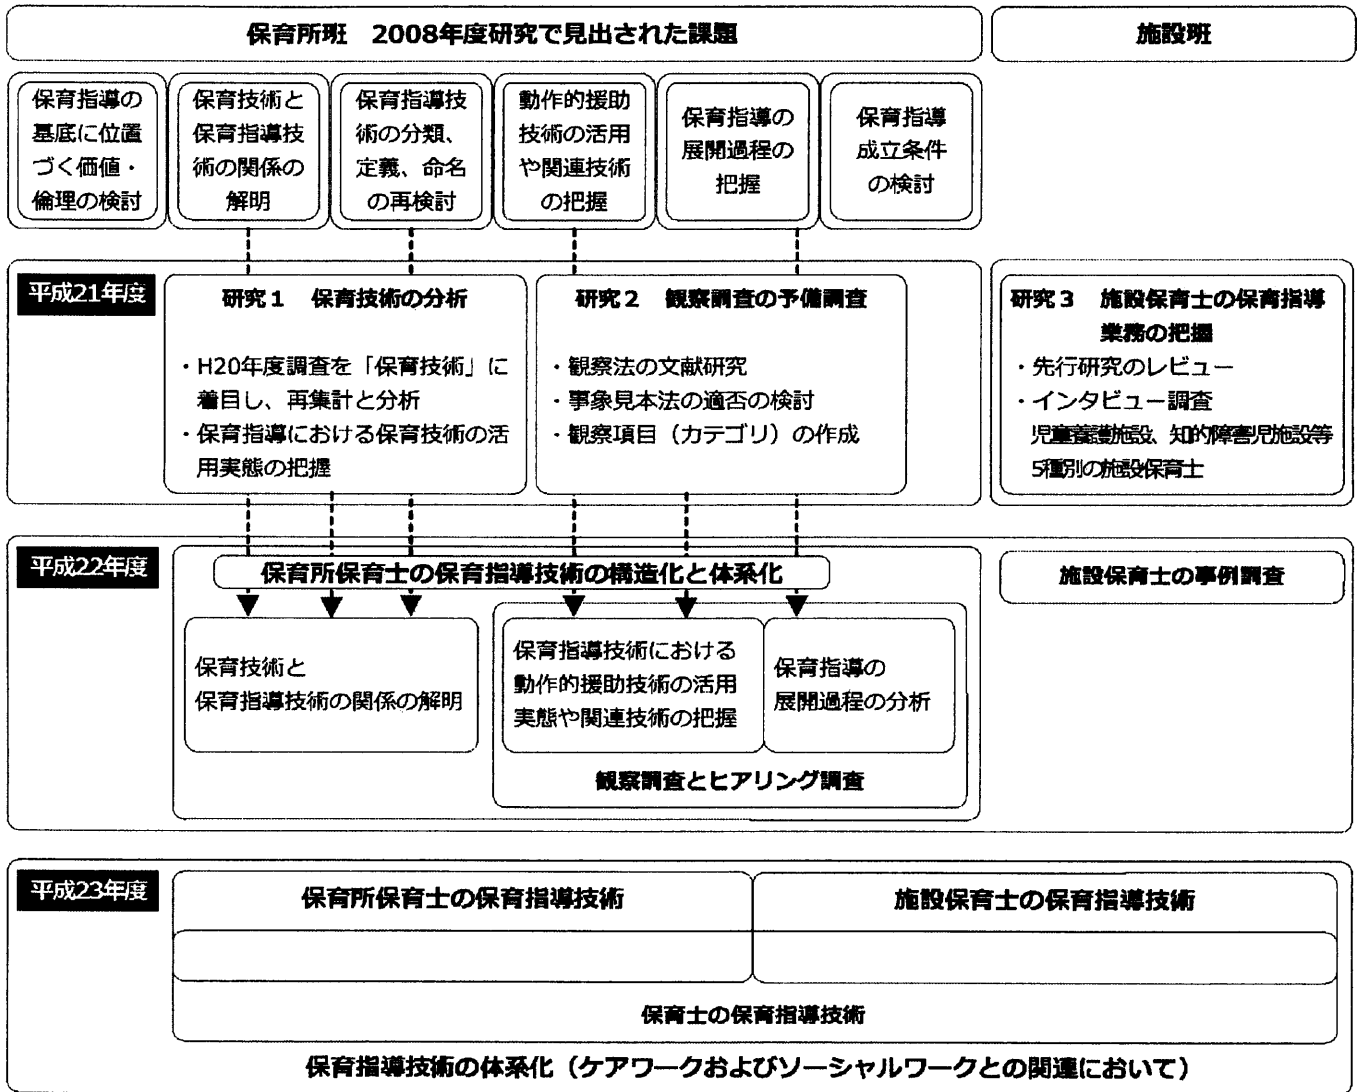 保育所班 2008年度研究で見出された課題
施設班
保育指導の
基底に位置
づく価値・
倫理の検討
保育技術と
保育指導技
術の関係の
解明
保育指導技
術の分類、
定義、命名
の再検討
動作的援助
技術の活用
や関連技術
の把握
保育指導の
展開過程の
把握
保育指導
成立条件
の検討
平成21年度
研究1 保育技術の分析
・H20年度調査を「保育技術」に
着目し、再集計と分析
・保育指導における保育技術の活
用実態の把握
研究2 観察調査の予備調査
・観察法の文献研究
・事象見本法の適否の検討
・観察項目（カテゴリ）の作成
研究3 施設保育士の保育指導
業務の把握
・先行研究のレビュー
・インタビュー調査
児童養護施設、知的障害児施設等
5種別の施設保育士
平成22年度
保育所保育士の保育指導技術の構造化と体系化
保育技術と
保育指導技術の関係の解明
保育指導技術における
動作的援助技術の活用
実態や関連技術の把握
保育指導の
展開過程の分析
観察調査とヒアリング調査
施設保育士の事例調査
平成23年度
保育所保育士の保育指導技術
施設保育士の保育指導技術
保育士の保育指導技術
保育指導技術の体系化（ケアワークおよびソーシャルワークとの関連において）